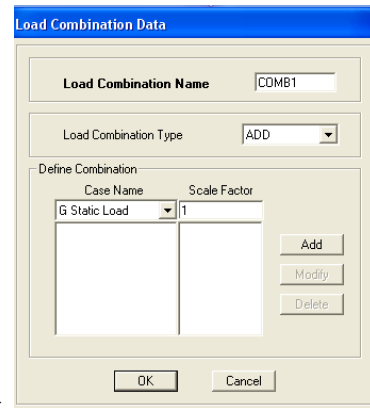 Load Combination Data
Load Combination Name COMB1
Load Combination Type ADD
Define Combination
Case Name Scale Factor
G Static Load 1
Add
Modify
Delete
OK Cancel